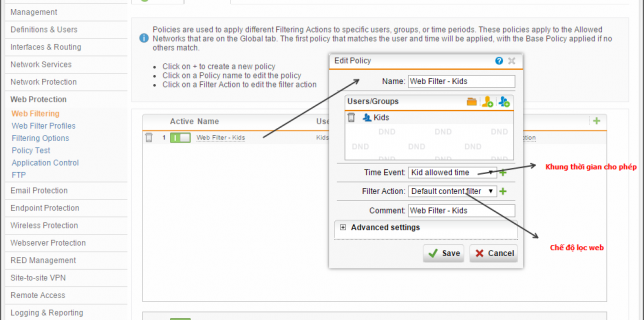 Management
Definitions & Users
Interfaces & Routing
Network Services
Network Protection
Web Protection
Web Filtering
Web Filter Profiles
Filtering Options
Policy Test
Application Control
FTP
Email Protection
Endpoint Protection
Wireless Protection
Webserver Protection
RED Management
Site-to-site VPN
Remote Access
Logging & Reporting
Policies are used to apply different Filtering Actions to specific users, groups, or time periods. These policies apply to the Allowed
Networks that are on the Global tab. The first policy that matches the user and time will be applied, with the Base Policy applied if no
others match.
Click on + to create a new policy
Click on a Policy name to edit the policy
Click on a Filter Action to edit the filter action
Active Name
1 Web Filter - Kids
Kids
Edit Policy
Name: Web Filter - Kids
Users/Groups
Kids
DND DND
DND DND DND
DND DND
Time Event: Kid allowed time
Filter Action: Default content filter
Comment: Web Filter - Kids
Advanced settings
Save Cancel
Khung thời gian cho phép
Chế độ lọc web